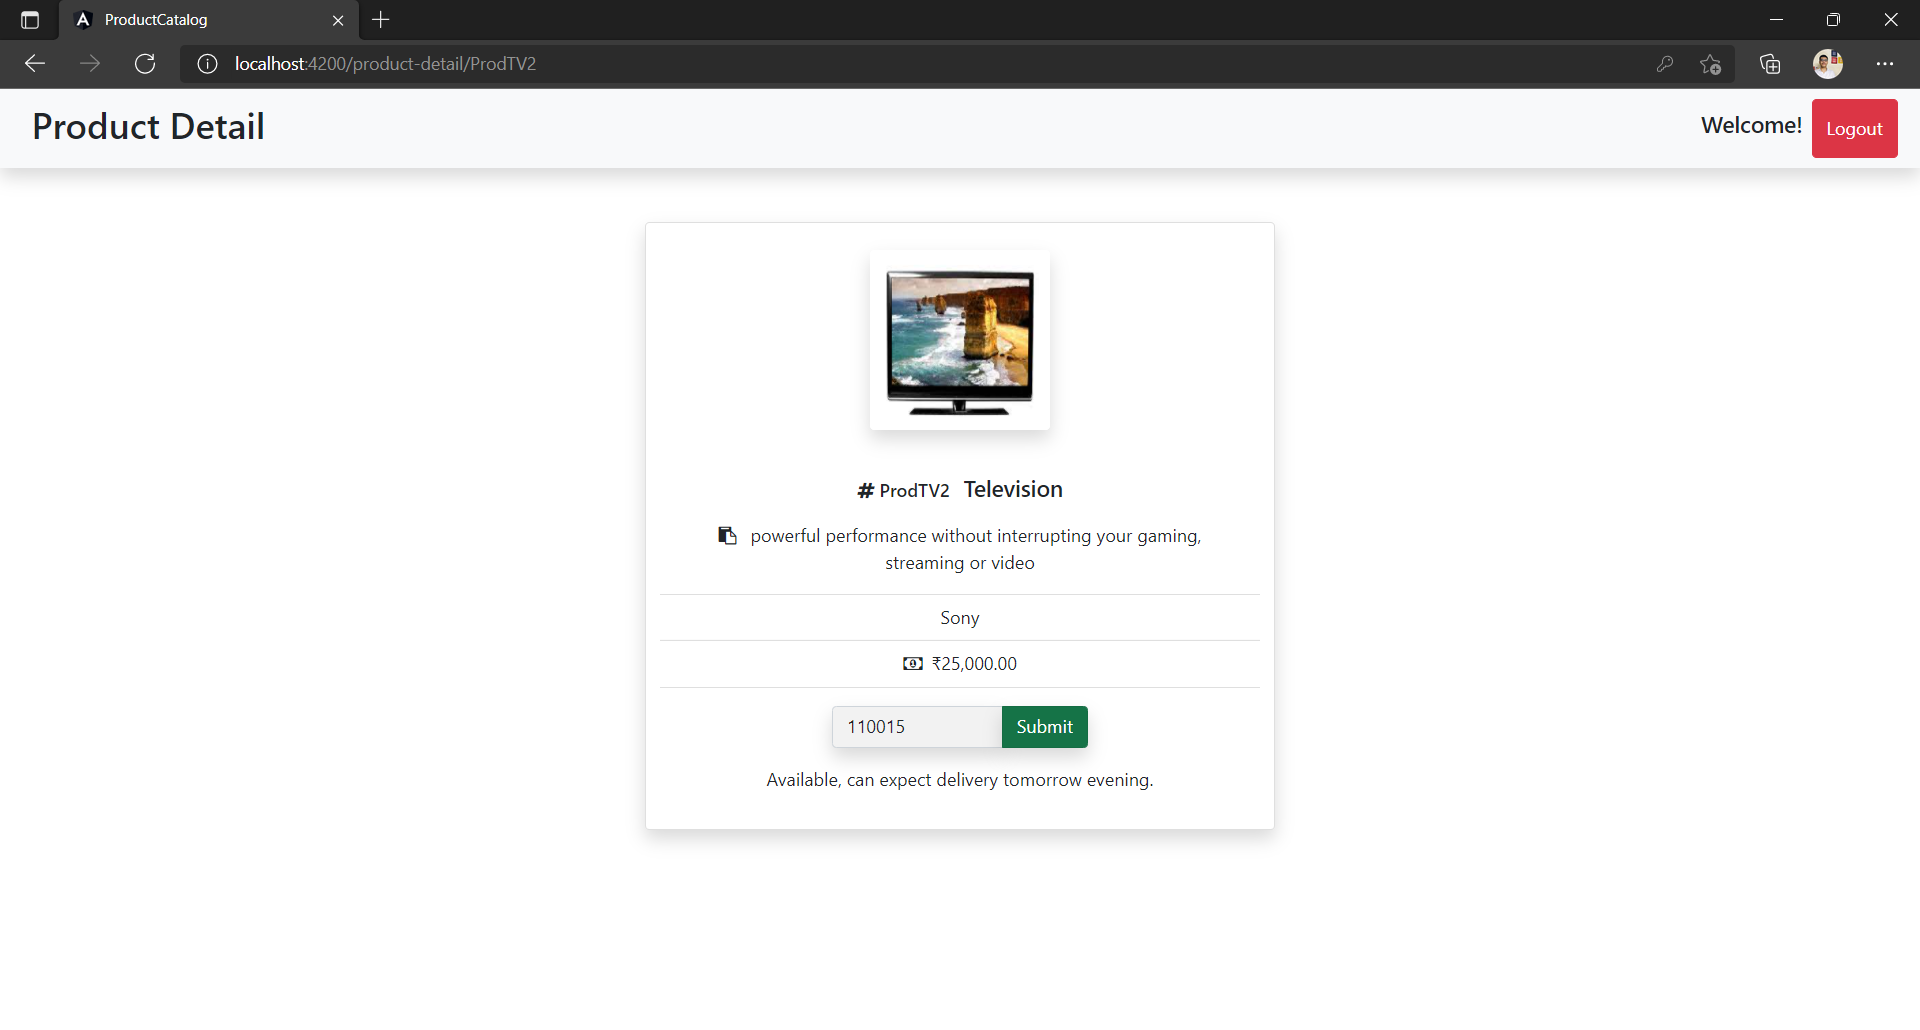 ProductCatalog
localhost:4200/product-detail/ProdTV2
Product Detail
Welcome!
Logout
# ProdTV2 Television
powerful performance without interrupting your gaming,
streaming or video
Sony
₹25,000.00
110015
Submit
Available, can expect delivery tomorrow evening.